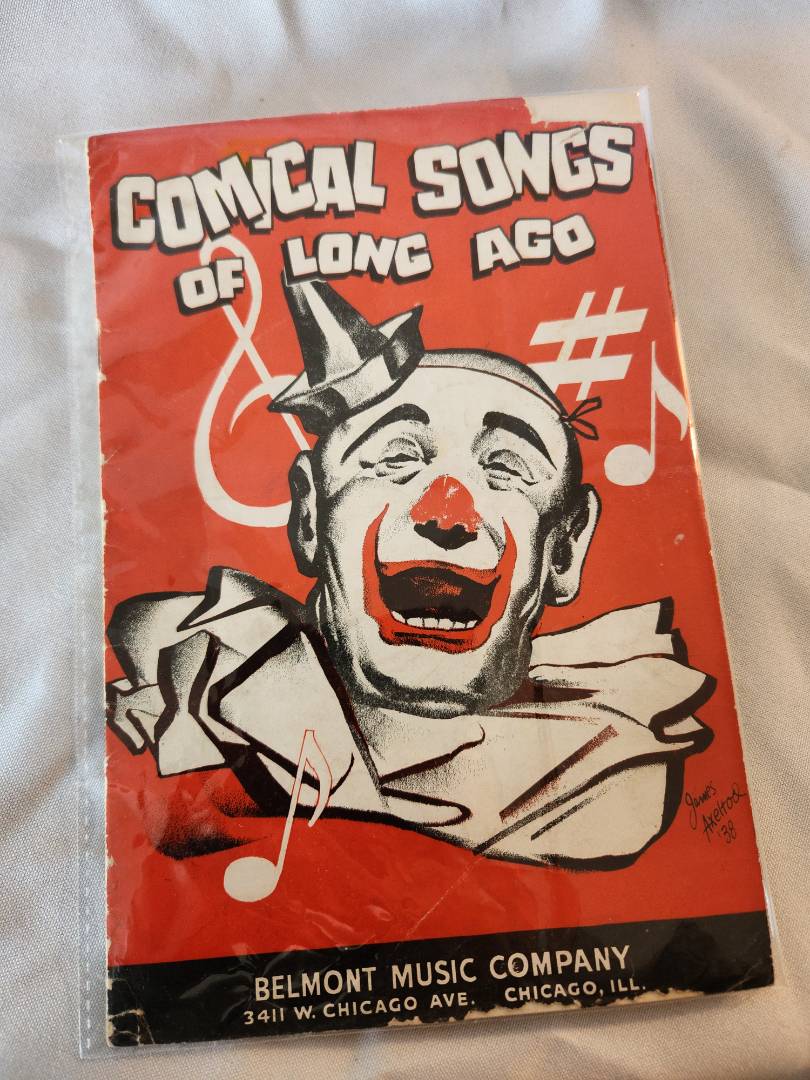 COMICAL SONGS
OF LONG AGO
James
Axelrod
'38
BELMONT MUSIC COMPANY
3411 W. CHICAGO AVE. CHICAGO, ILL.